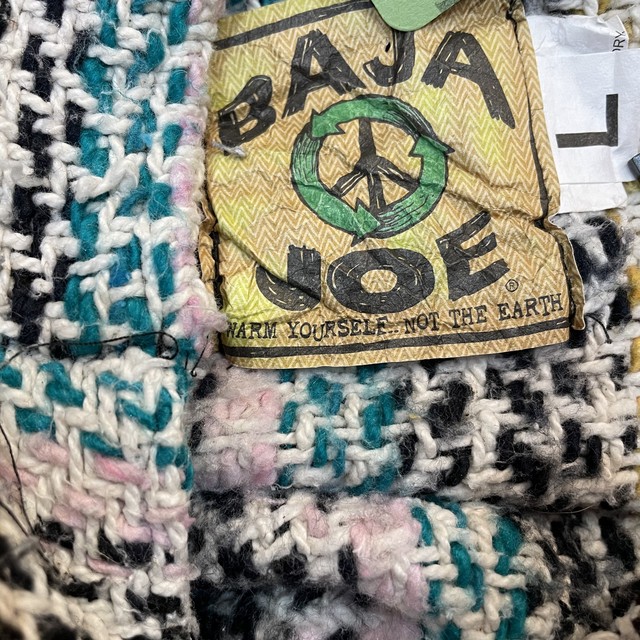 BAJA
JOE
®
WARM YOURSELF.. NOT THE EARTH
L